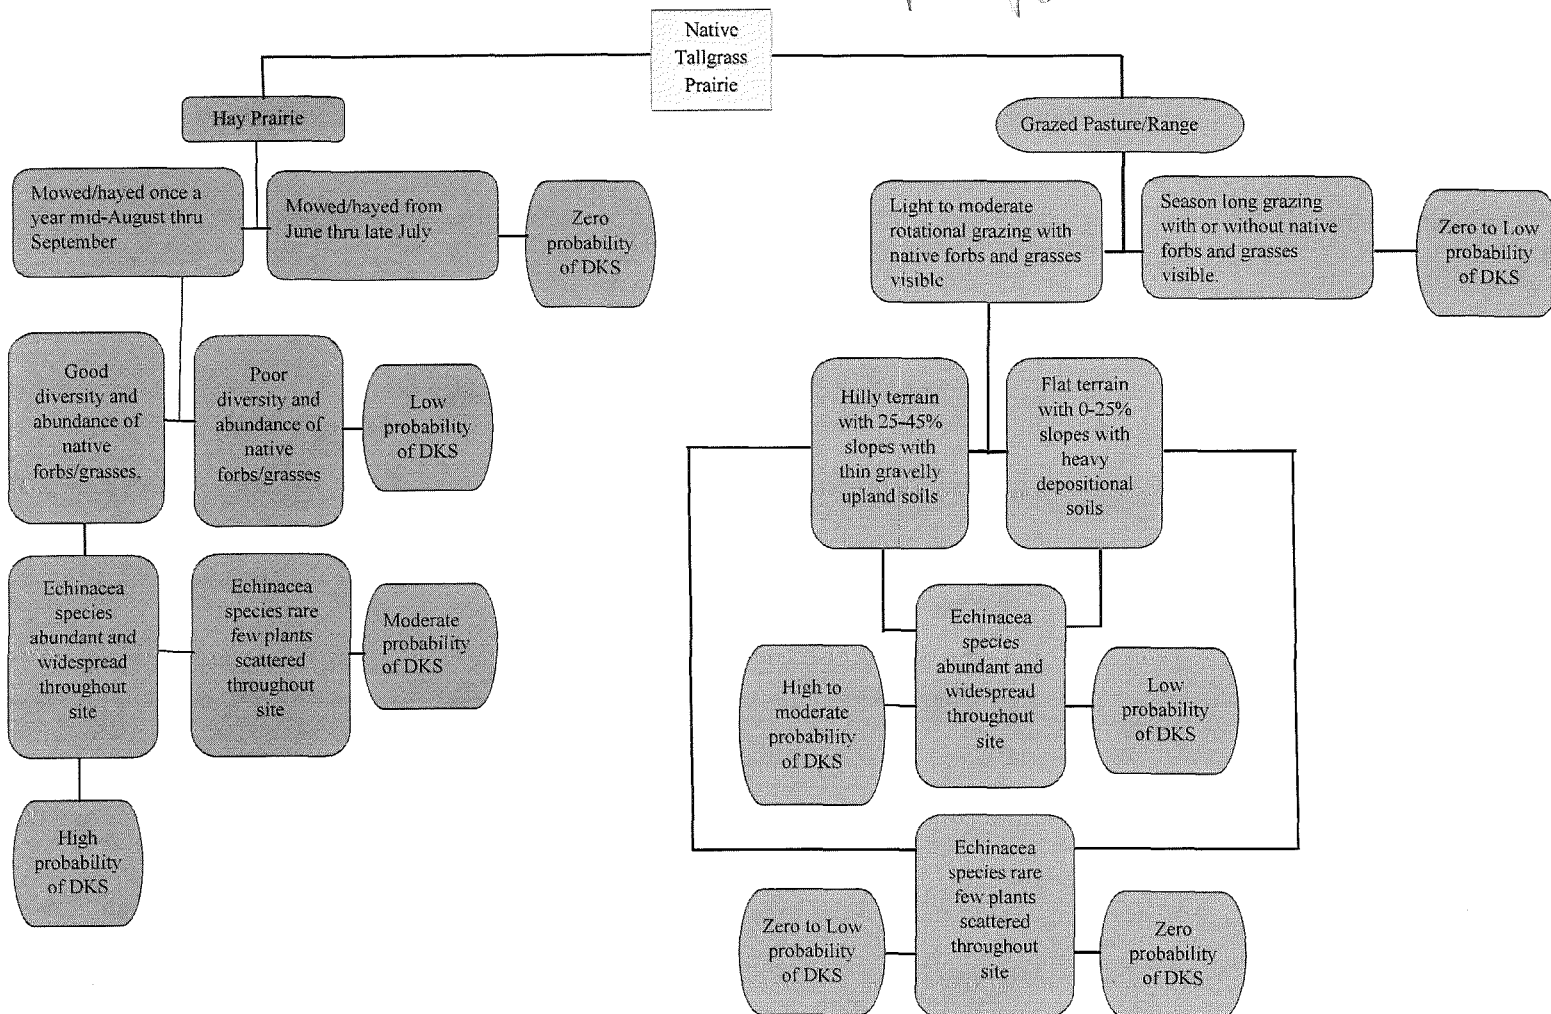 Native
Tallgrass
Prairie
Hay Prairie
Grazed Pasture/Range
Mowed/hayed once a
year mid-August thru
September
Mowed/hayed from
June thru late July
Zero
probability
of DKS
Light to moderate
rotational grazing with
native forbs and grasses
visible
Season long grazing
with or without native
forbs and grasses
visible.
Zero to Low
probability
of DKS
Good
diversity and
abundance of
native
forbs/grasses.
Poor
diversity and
abundance of
native
forbs/grasses
Low
probability
of DKS
Hilly terrain
with 25-45%
slopes with
thin gravelly
upland soils
Flat terrain
with 0-25%
slopes with
heavy
depositional
soils
Echinacea
species
abundant and
widespread
throughout
site
Echinacea
species rare
few plants
scattered
throughout
site
Moderate
probability
of DKS
High
probability
of DKS
Echinacea
species
abundant and
widespread
throughout
site
High to
moderate
probability
of DKS
Low
probability
of DKS
Echinacea
species rare
few plants
scattered
throughout
site
Zero to Low
probability
of DKS
Zero
probability
of DKS